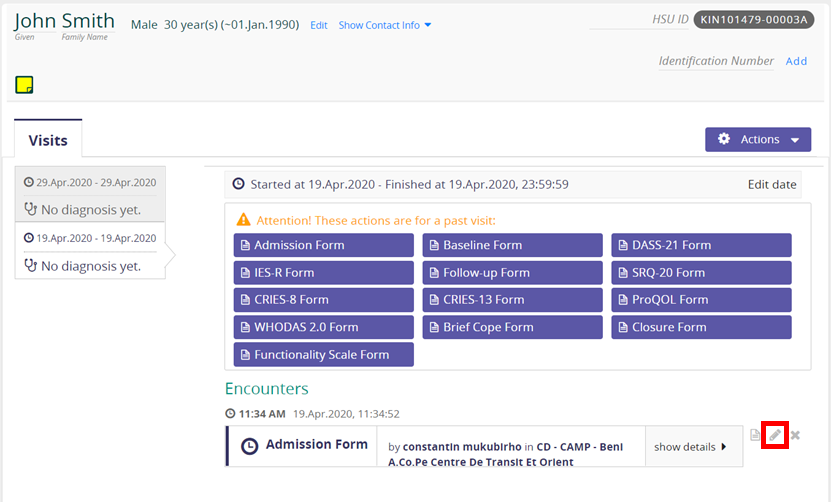 John Smith Male 30 year(s) (~01.Jan.1990) Edit Show Contact Info HSU ID KIN101479-00003A
Given Family Name
Identification Number Add
Visits
Actions
29.Apr.2020 - 29.Apr.2020
No diagnosis yet.
19.Apr.2020 - 19.Apr.2020
No diagnosis yet.
Started at 19.Apr.2020 - Finished at 19.Apr.2020, 23:59:59 Edit date
Attention! These actions are for a past visit:
Admission Form Baseline Form DASS-21 Form
IES-R Form Follow-up Form SRQ-20 Form
CRIES-8 Form CRIES-13 Form ProQOL Form
WHODAS 2.0 Form Brief Cope Form Closure Form
Functionality Scale Form
Encounters
11:34 AM 19.Apr.2020, 11:34:52
Admission Form by constantin mukubirho in CD - CAMP - Beni show details
A.Co.Pe Centre De Transit Et Orient